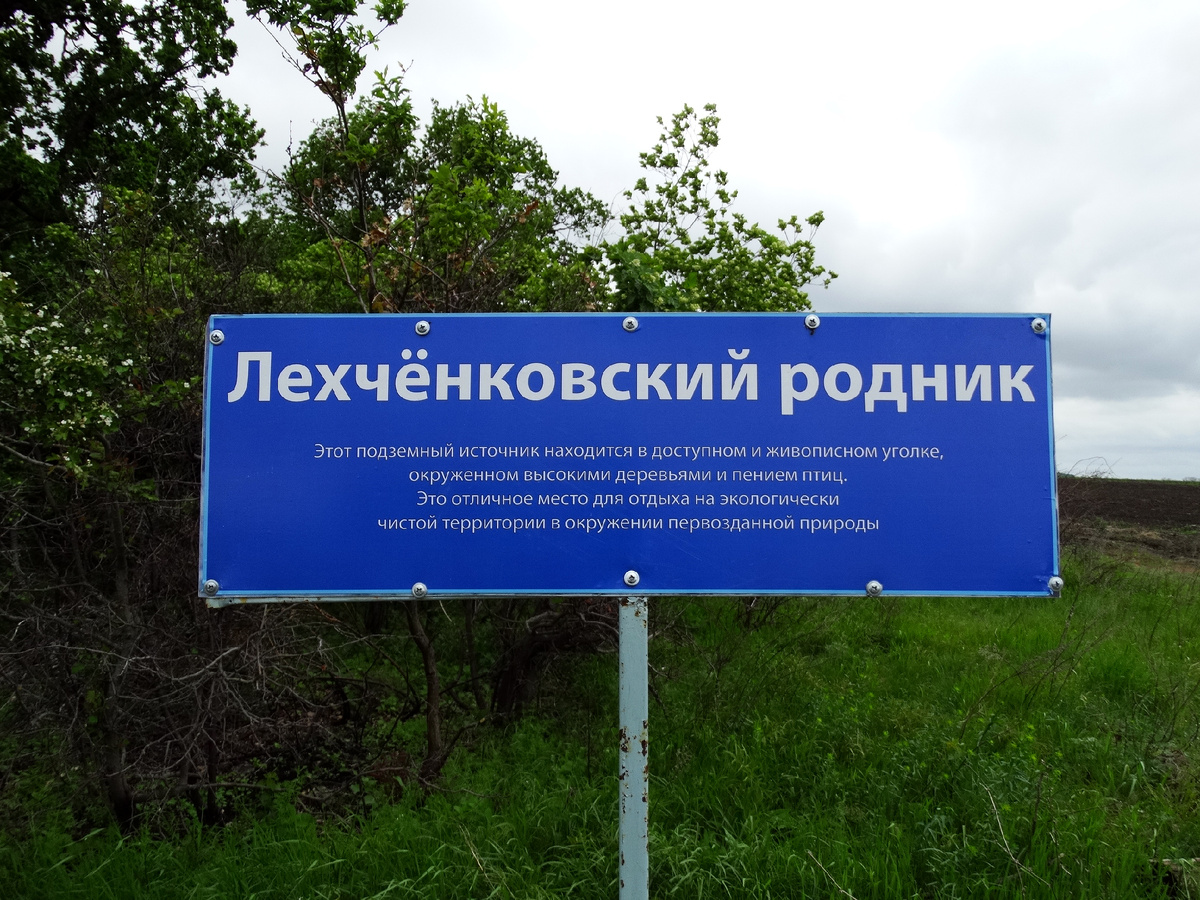 Лехчёнковский родник
Этот подземный источник находится в доступном и живописном уголке,
окруженном высокими деревьями и пением птиц.
Это отличное место для отдыха на экологически
чистой территории в окружении первозданной природы